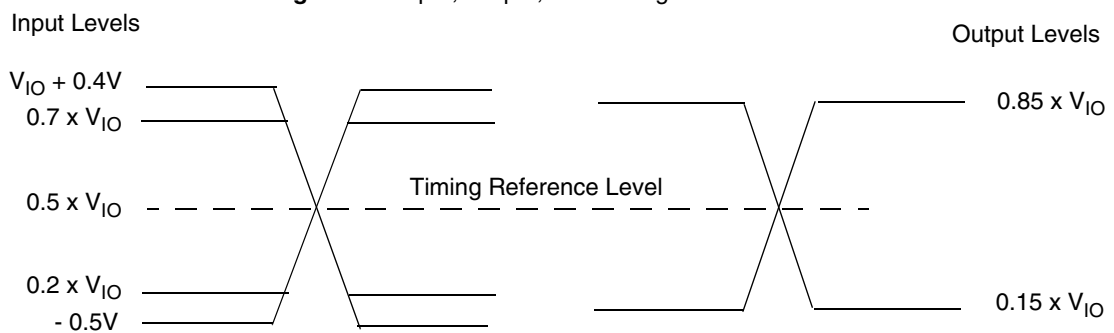 Input Levels
Output Levels
V_IO + 0.4V
0.7 x V_IO
0.85 x V_IO
Timing Reference Level
0.5 x V_IO
0.2 x V_IO
- 0.5V
0.15 x V_IO